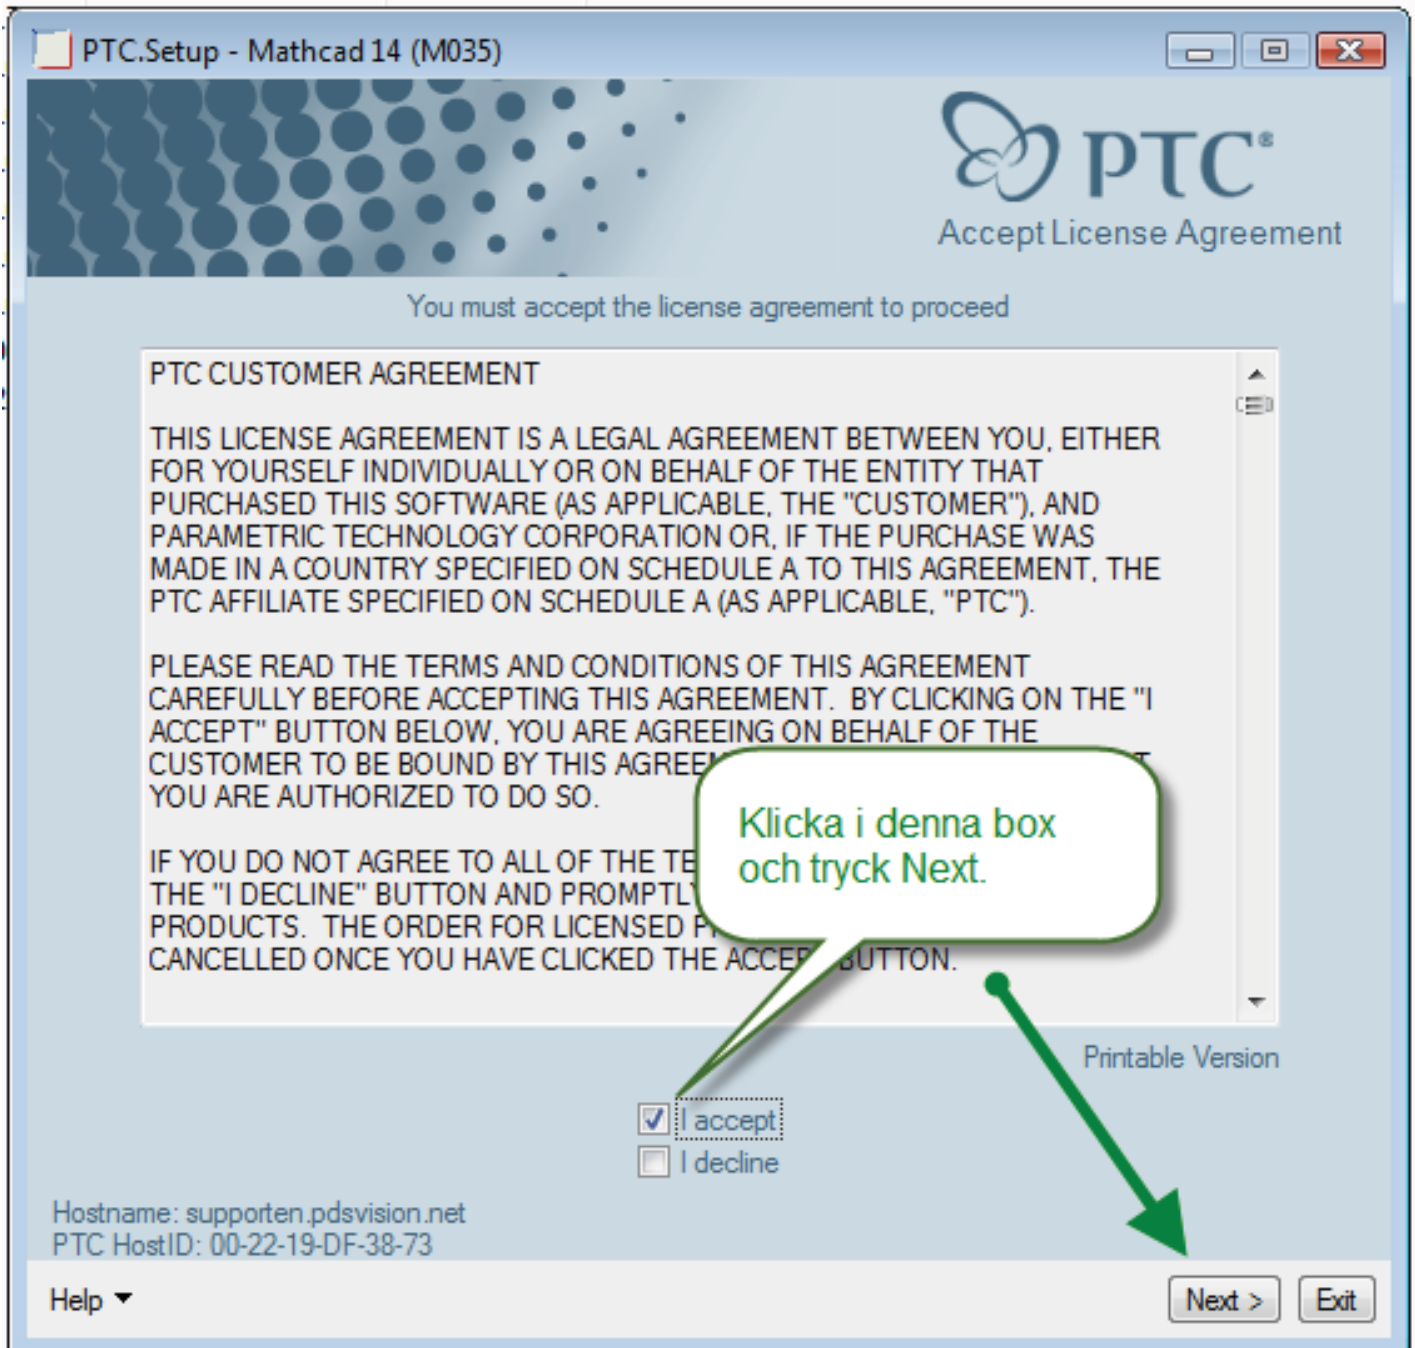 PTC.Setup - Mathcad 14 (M035)
PTC®
Accept License Agreement
You must accept the license agreement to proceed
PTC CUSTOMER AGREEMENT
THIS LICENSE AGREEMENT IS A LEGAL AGREEMENT BETWEEN YOU, EITHER
FOR YOURSELF INDIVIDUALLY OR ON BEHALF OF THE ENTITY THAT
PURCHASED THIS SOFTWARE (AS APPLICABLE, THE "CUSTOMER"), AND
PARAMETRIC TECHNOLOGY CORPORATION OR, IF THE PURCHASE WAS
MADE IN A COUNTRY SPECIFIED ON SCHEDULE A TO THIS AGREEMENT, THE
PTC AFFILIATE SPECIFIED ON SCHEDULE A (AS APPLICABLE, "PTC").
PLEASE READ THE TERMS AND CONDITIONS OF THIS AGREEMENT
CAREFULLY BEFORE ACCEPTING THIS AGREEMENT.  BY CLICKING ON THE "I
ACCEPT" BUTTON BELOW, YOU ARE AGREEING ON BEHALF OF THE
CUSTOMER TO BE BOUND BY THIS
YOU ARE AUTHORIZED TO DO SO.
IF YOU DO NOT AGREE TO ALL OF THE
THE "I DECLINE" BUTTON AND
PRODUCTS.  THE ORDER FOR LICENSED
CANCELLED ONCE YOU HAVE CLICKED THE ACCEPT BUTTON.
Klicka i denna box
och tryck Next.
Printable Version
I accept
I decline
Hostname: supporten.pdsvision.net
PTC HostID: 00-22-19-DF-38-73
Help
Next >
Exit